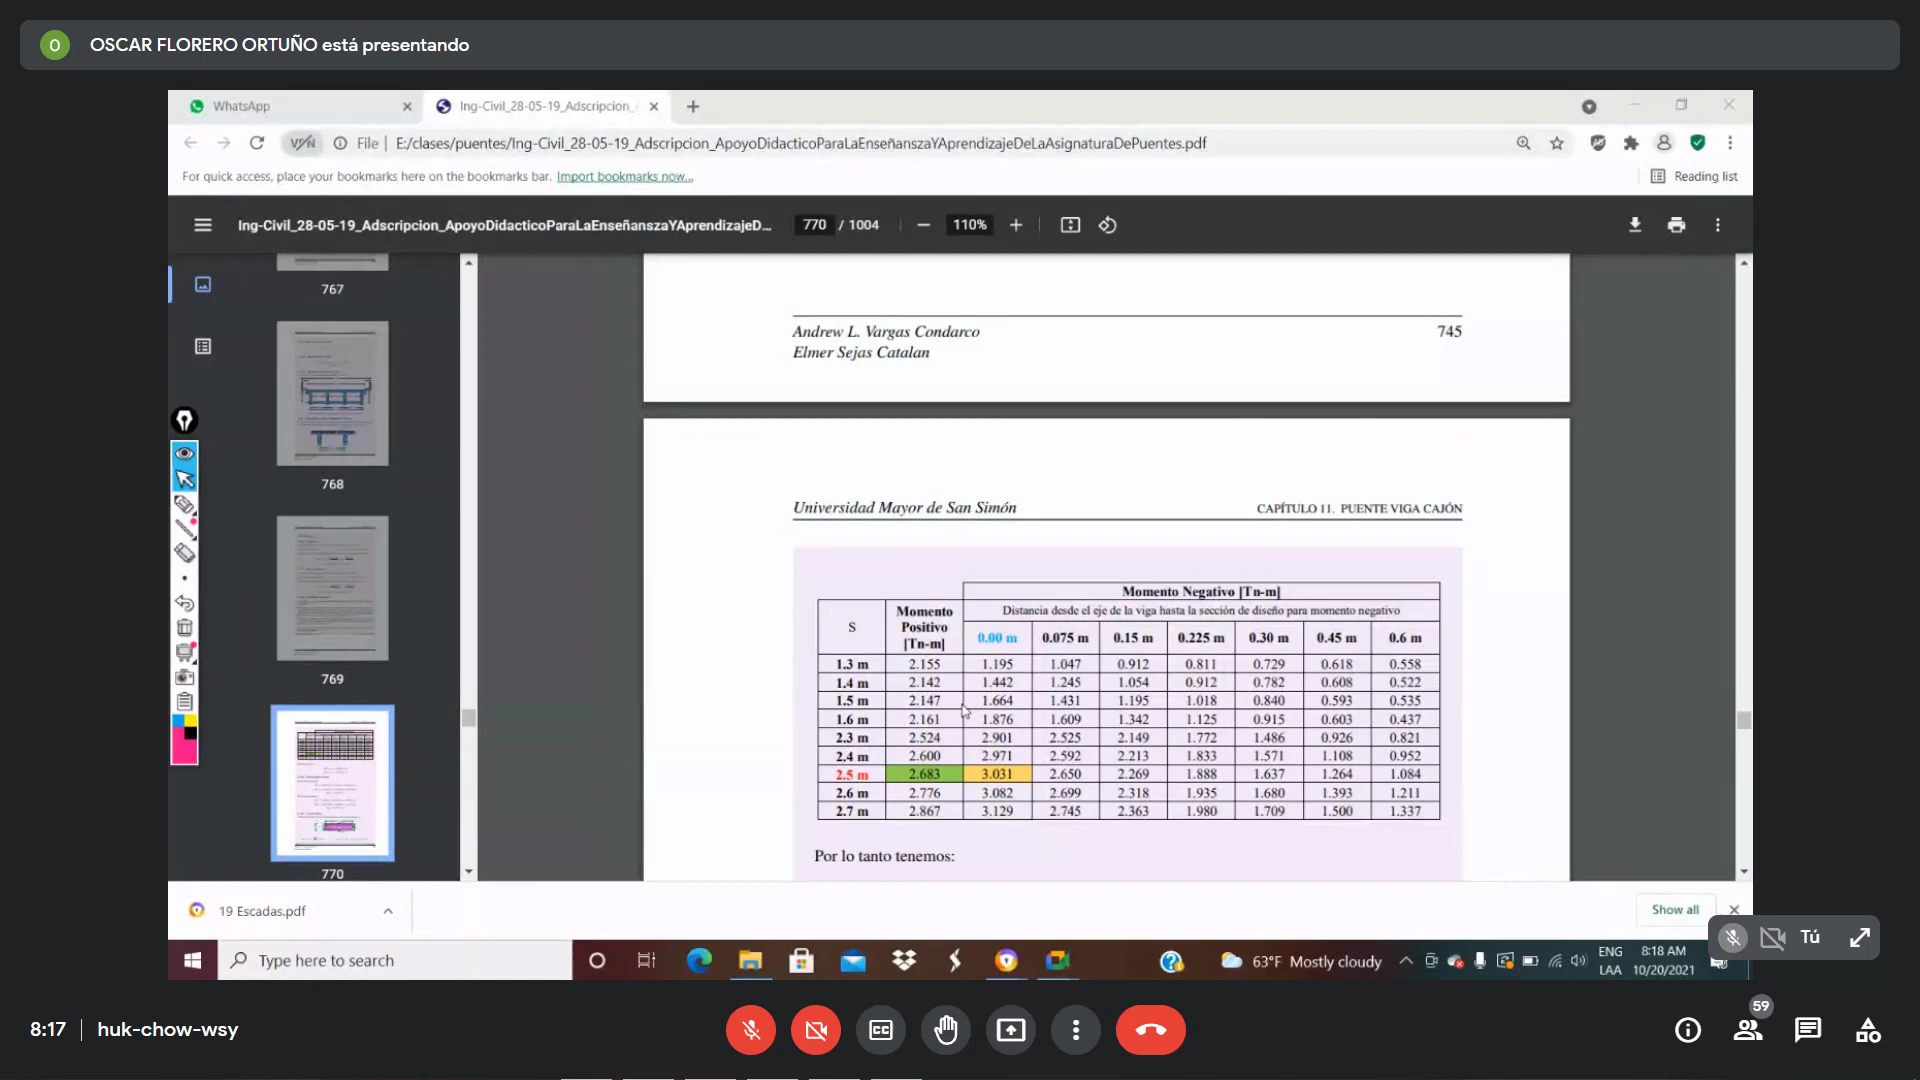 O OSCAR FLORERO ORTUÑO está presentando
WhatsApp
Ing-Civil_28-05-19_Adscripcion_
VPN File E:/clases/puentes/Ing-Civil_28-05-19_Adscripcion_ApoyoDidacticoParaLaEnseñanszaYAprendizajeDeLaAsignaturaDePuentes.pdf
For quick access, place your bookmarks here on the bookmarks bar. Import bookmarks now...
Reading list
Ing-Civil_28-05-19_Adscripcion_ApoyoDidacticoParaLaEnseñanszaYAprendizajeD...
770 / 1004
110%
767
768
769
770
Andrew L. Vargas Condarco 745
Elmer Sejas Catalan
Universidad Mayor de San Simón CAPÍTULO 11. PUENTE VIGA CAJÓN
Momento Negativo [Tn-m]
S Momento Positivo [Tn-m] Distancia desde el eje de la viga hasta la sección de diseño para momento negativo
0.00 m 0.075 m 0.15 m 0.225 m 0.30 m 0.45 m 0.6 m
1.3 m 2.155 1.195 1.047 0.912 0.811 0.729 0.618 0.558
1.4 m 2.142 1.442 1.245 1.054 0.912 0.782 0.608 0.522
1.5 m 2.147 1.664 1.431 1.195 1.018 0.840 0.593 0.535
1.6 m 2.161 1.876 1.609 1.342 1.125 0.915 0.603 0.437
2.3 m 2.524 2.901 2.525 2.149 1.772 1.486 0.926 0.821
2.4 m 2.600 2.971 2.592 2.213 1.833 1.571 1.108 0.952
2.5 m 2.683 3.031 2.650 2.269 1.888 1.637 1.264 1.084
2.6 m 2.776 3.082 2.699 2.318 1.935 1.680 1.393 1.211
2.7 m 2.867 3.129 2.745 2.363 1.980 1.709 1.500 1.337
Por lo tanto tenemos:
19 Escadas.pdf
Show all
Tú
Type here to search
63°F Mostly cloudy
ENG
LAA
8:18 AM
10/20/2021
8:17 huk-chow-wsy
CC
59